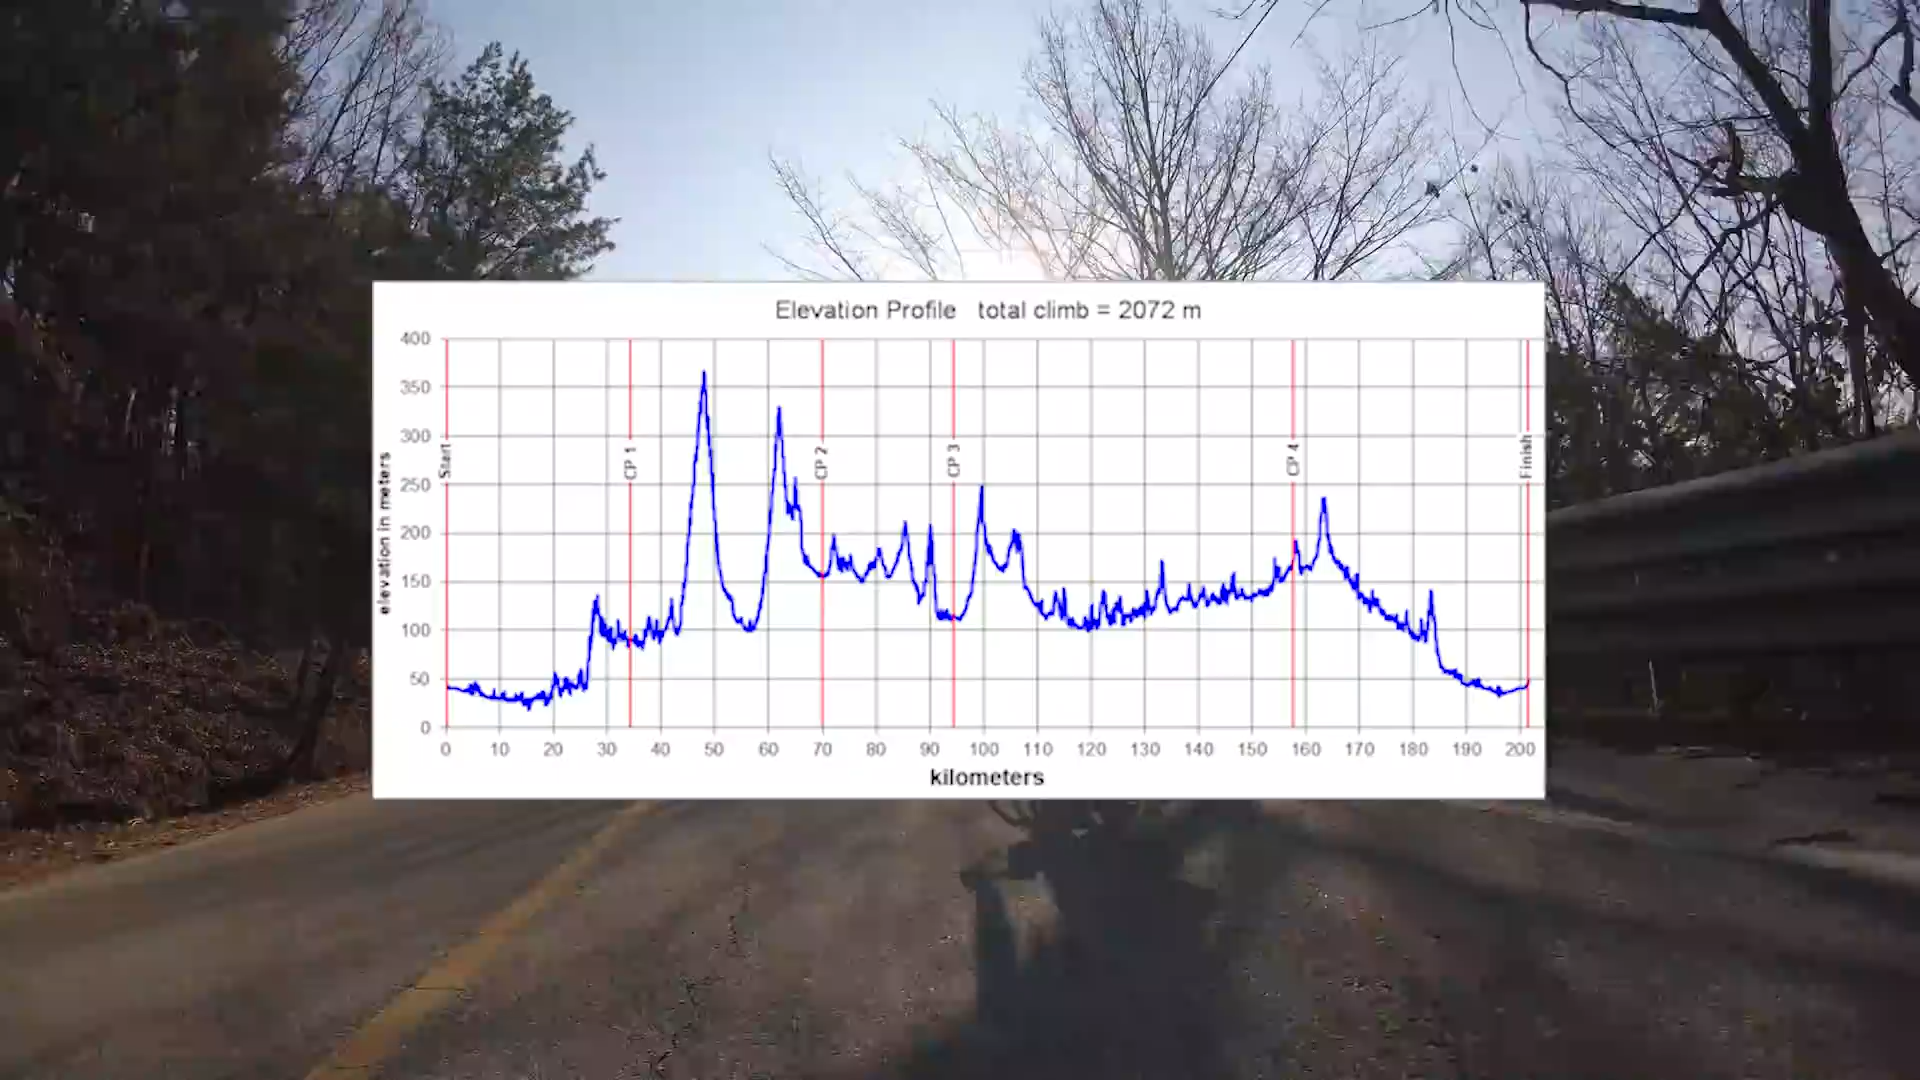 Elevation Profile total climb = 2072 m
400
350
300
250
200
150
100
50
0
elevation in meters
Start
CP 1
CP 2
CP 3
CP 4
Finish
0 10 20 30 40 50 60 70 80 90 100 110 120 130 140 150 160 170 180 190 200
kilometers